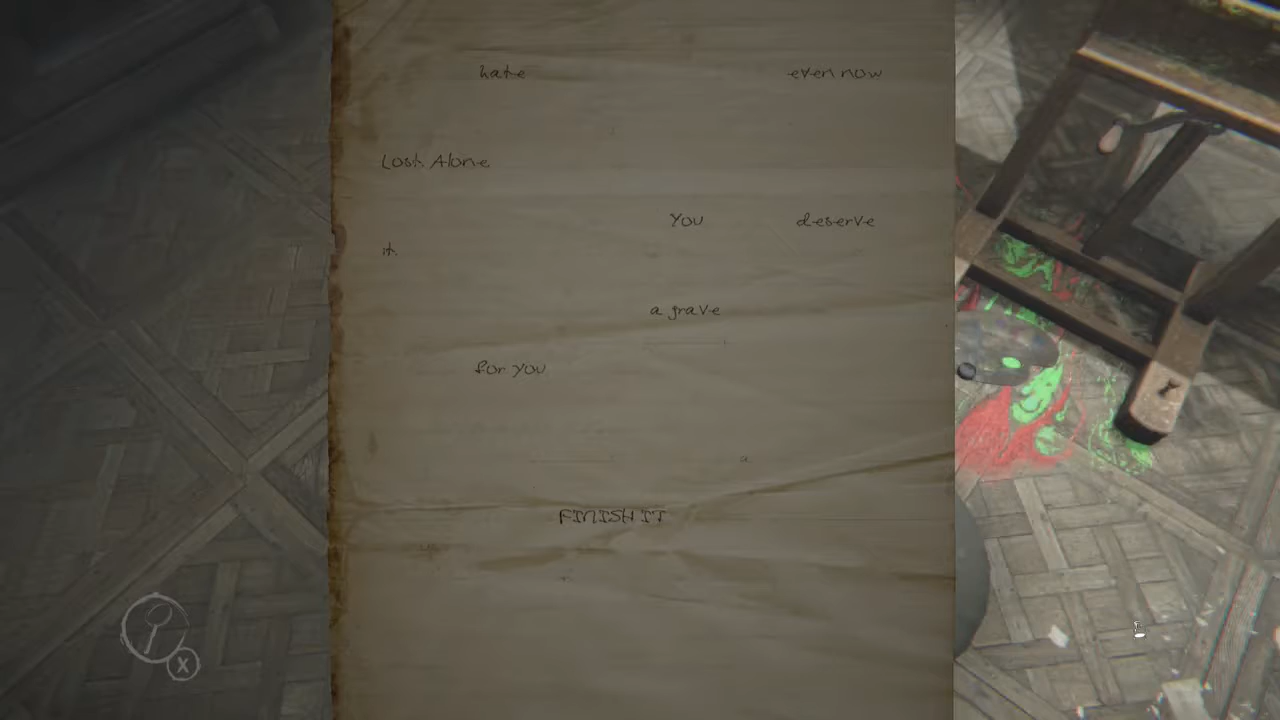 hate even now
Lost. Alone
You deserve
it.
a grave
for you
a
FINISH IT
X